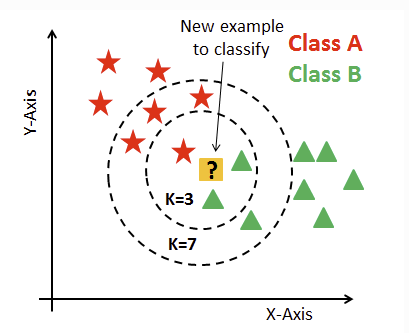 New example
to classify
Class A
Class B
Y-Axis
?
K=3
K=7
X-Axis